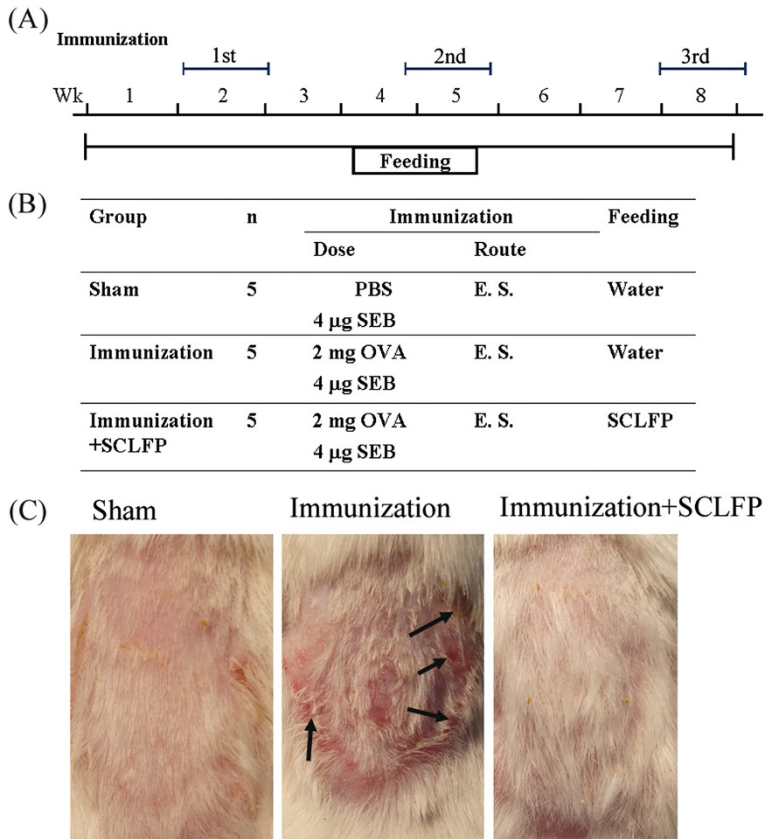 (A)
Immunization
1st 2nd 3rd
Wk 1 2 3 4 5 6 7 8
Feeding
(B)
Group n Immunization Feeding
Dose Route
Sham 5 PBS E. S. Water
4 μg SEB
Immunization 5 2 mg OVA E. S. Water
4 μg SEB
Immunization 5 2 mg OVA E. S. SCLFP
+SCLFP 4 μg SEB
(C) Sham Immunization Immunization+SCLFP